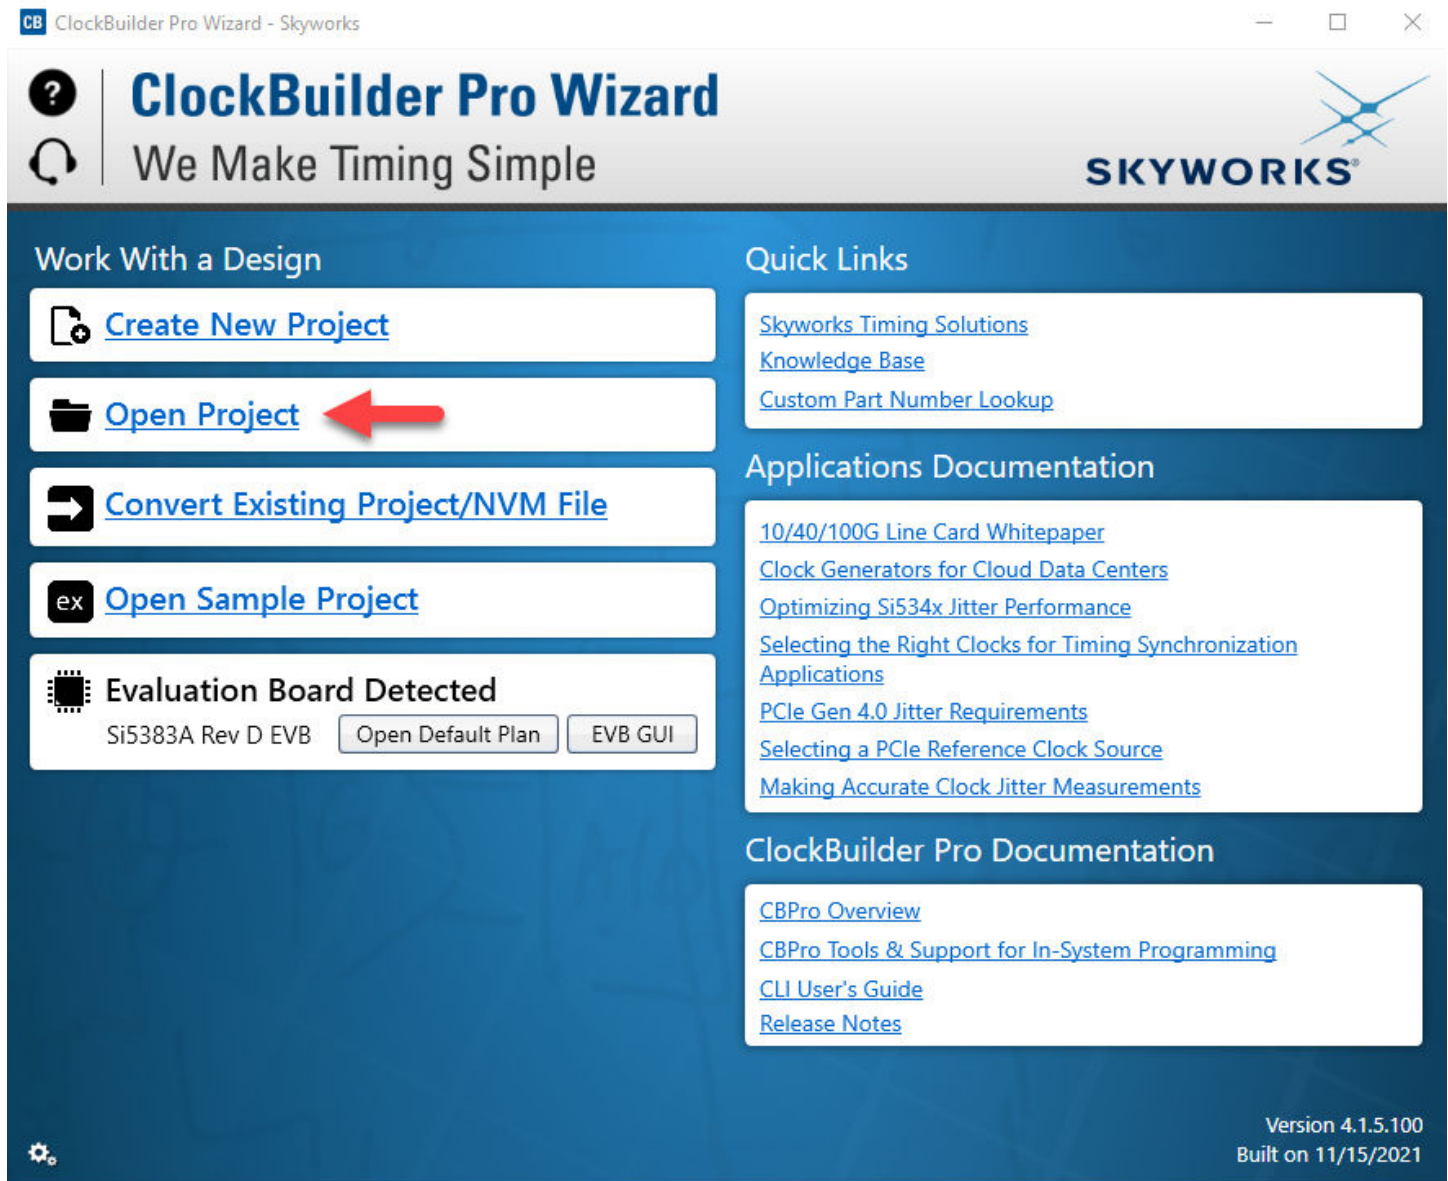 CB ClockBuilder Pro Wizard - Skyworks
?
ClockBuilder Pro Wizard
We Make Timing Simple
SKYWORKS®
Work With a Design
Create New Project
Open Project
Convert Existing Project/NVM File
ex Open Sample Project
Evaluation Board Detected
Si5383A Rev D EVB Open Default Plan EVB GUI
Quick Links
Skyworks Timing Solutions
Knowledge Base
Custom Part Number Lookup
Applications Documentation
10/40/100G Line Card Whitepaper
Clock Generators for Cloud Data Centers
Optimizing Si534x Jitter Performance
Selecting the Right Clocks for Timing Synchronization
Applications
PCIe Gen 4.0 Jitter Requirements
Selecting a PCIe Reference Clock Source
Making Accurate Clock Jitter Measurements
ClockBuilder Pro Documentation
CBPro Overview
CBPro Tools & Support for In-System Programming
CLI User's Guide
Release Notes
Version 4.1.5.100
Built on 11/15/2021